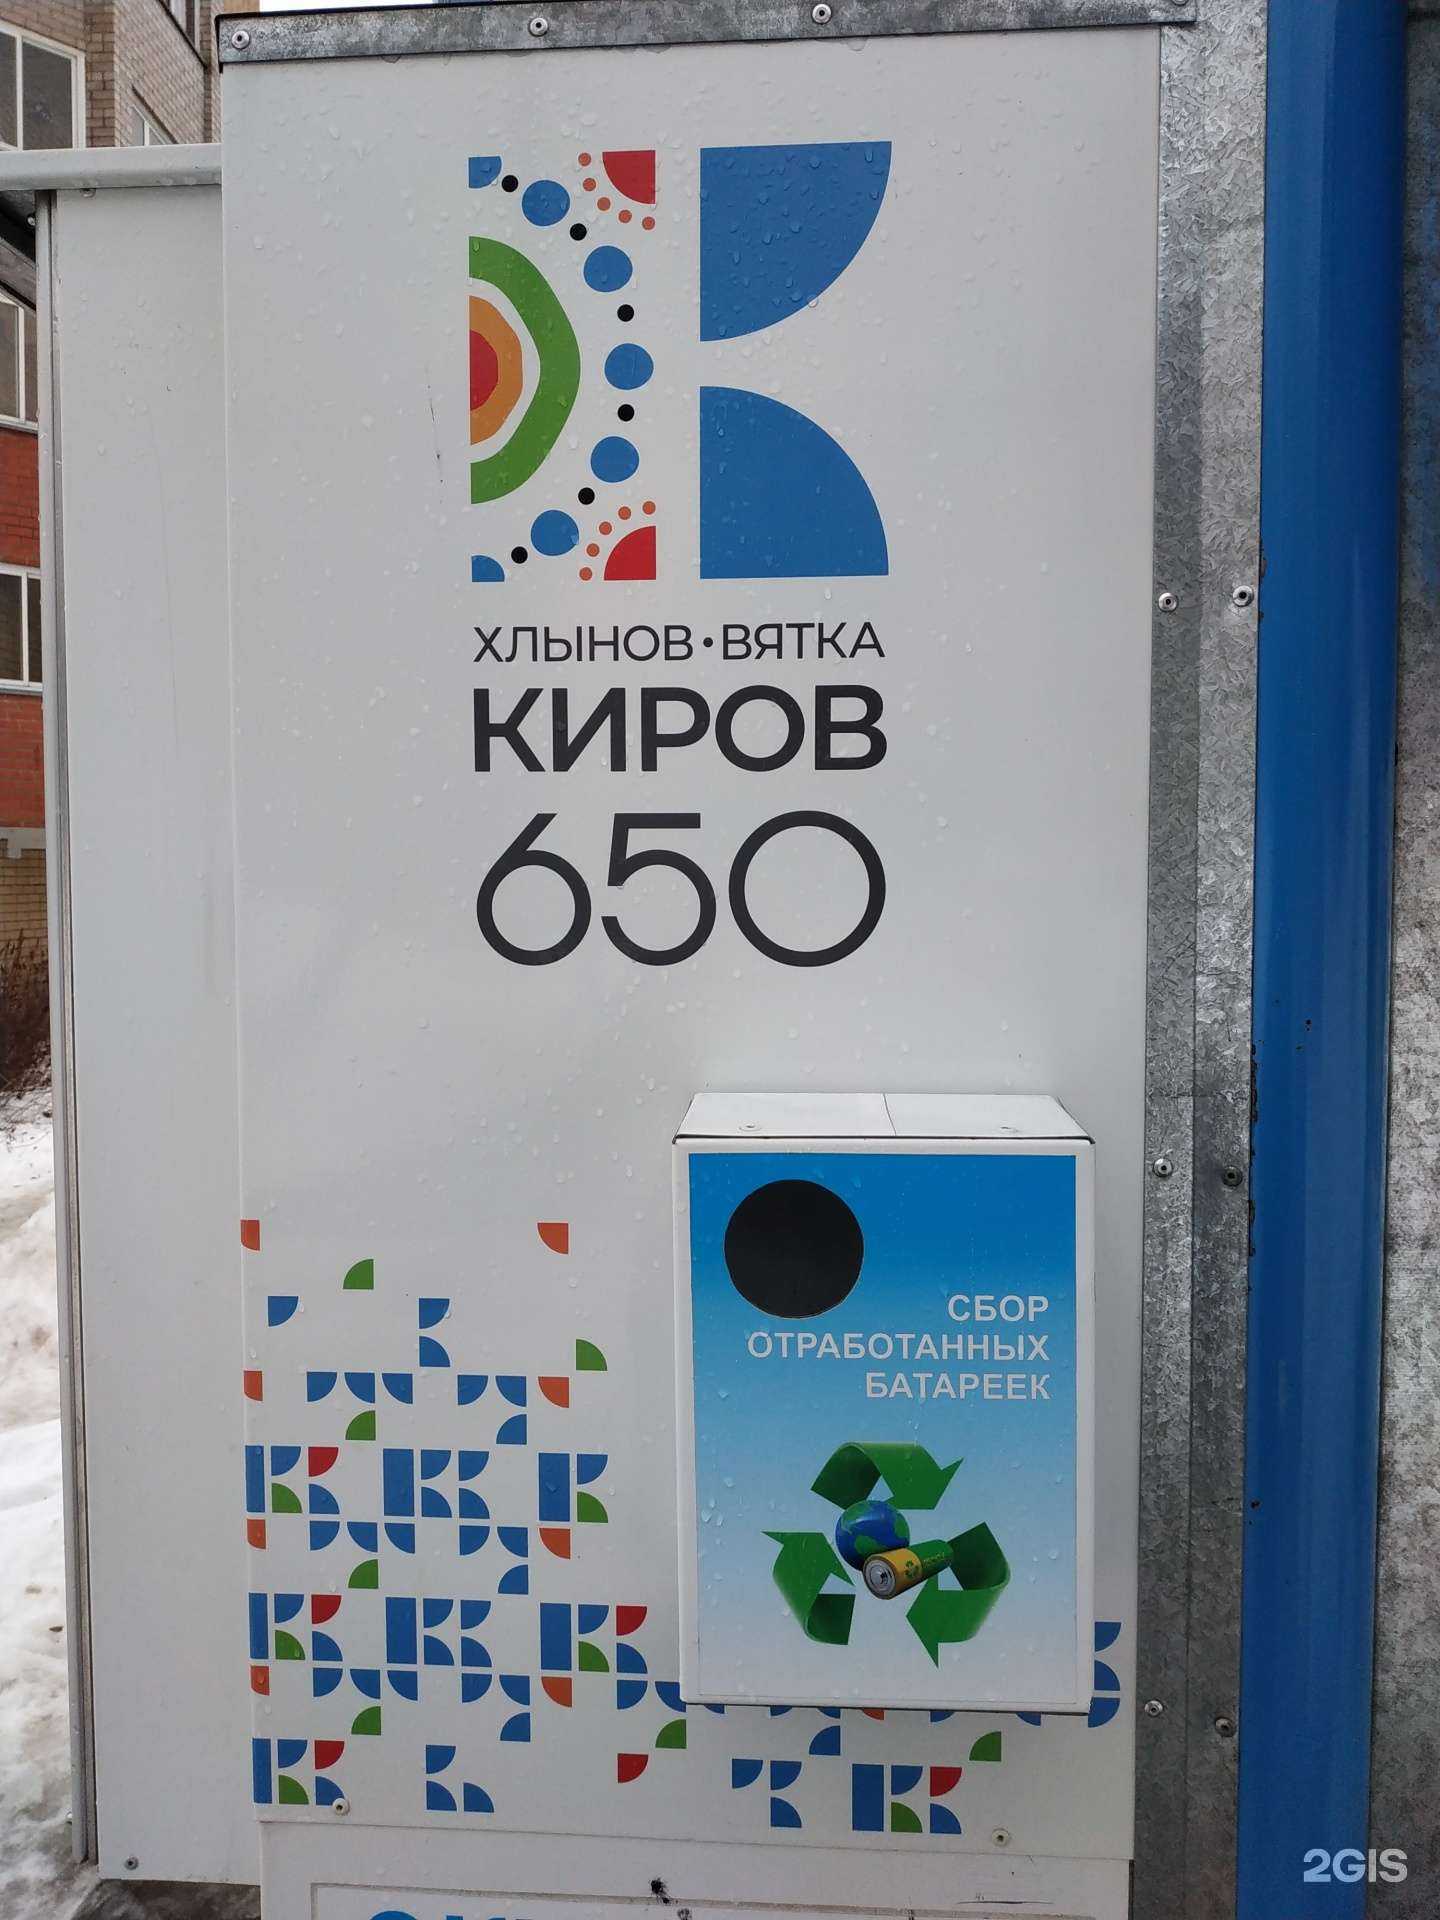 ХЛЫНОВ•ВЯТКА
КИРОВ
650
СБОР
ОТРАБОТАННЫХ
БАТАРЕЕК
2GIS